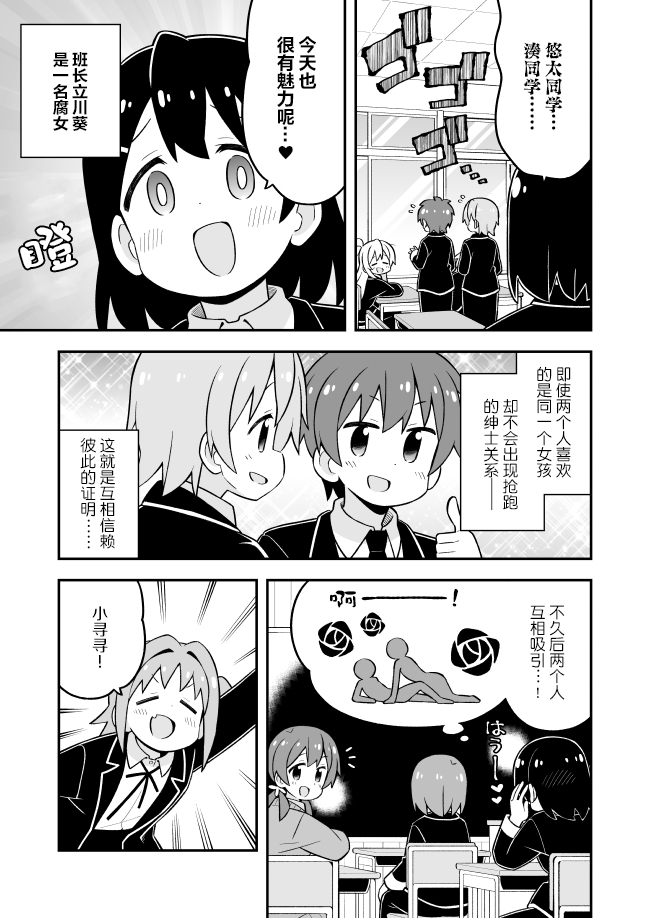 悠太同学…
湊同学……
ゴゴゴ…
今天也
很有魅力呢…♥
班长立川葵
是一名腐女
瞪
即使两个人喜欢
的是同一个女孩
却不会出现抢跑
的绅士关系——
这就是互相信赖
彼此的证明……
不久后两个人
互相吸引…！
啊————！
はぅー♥♥
小寻寻！